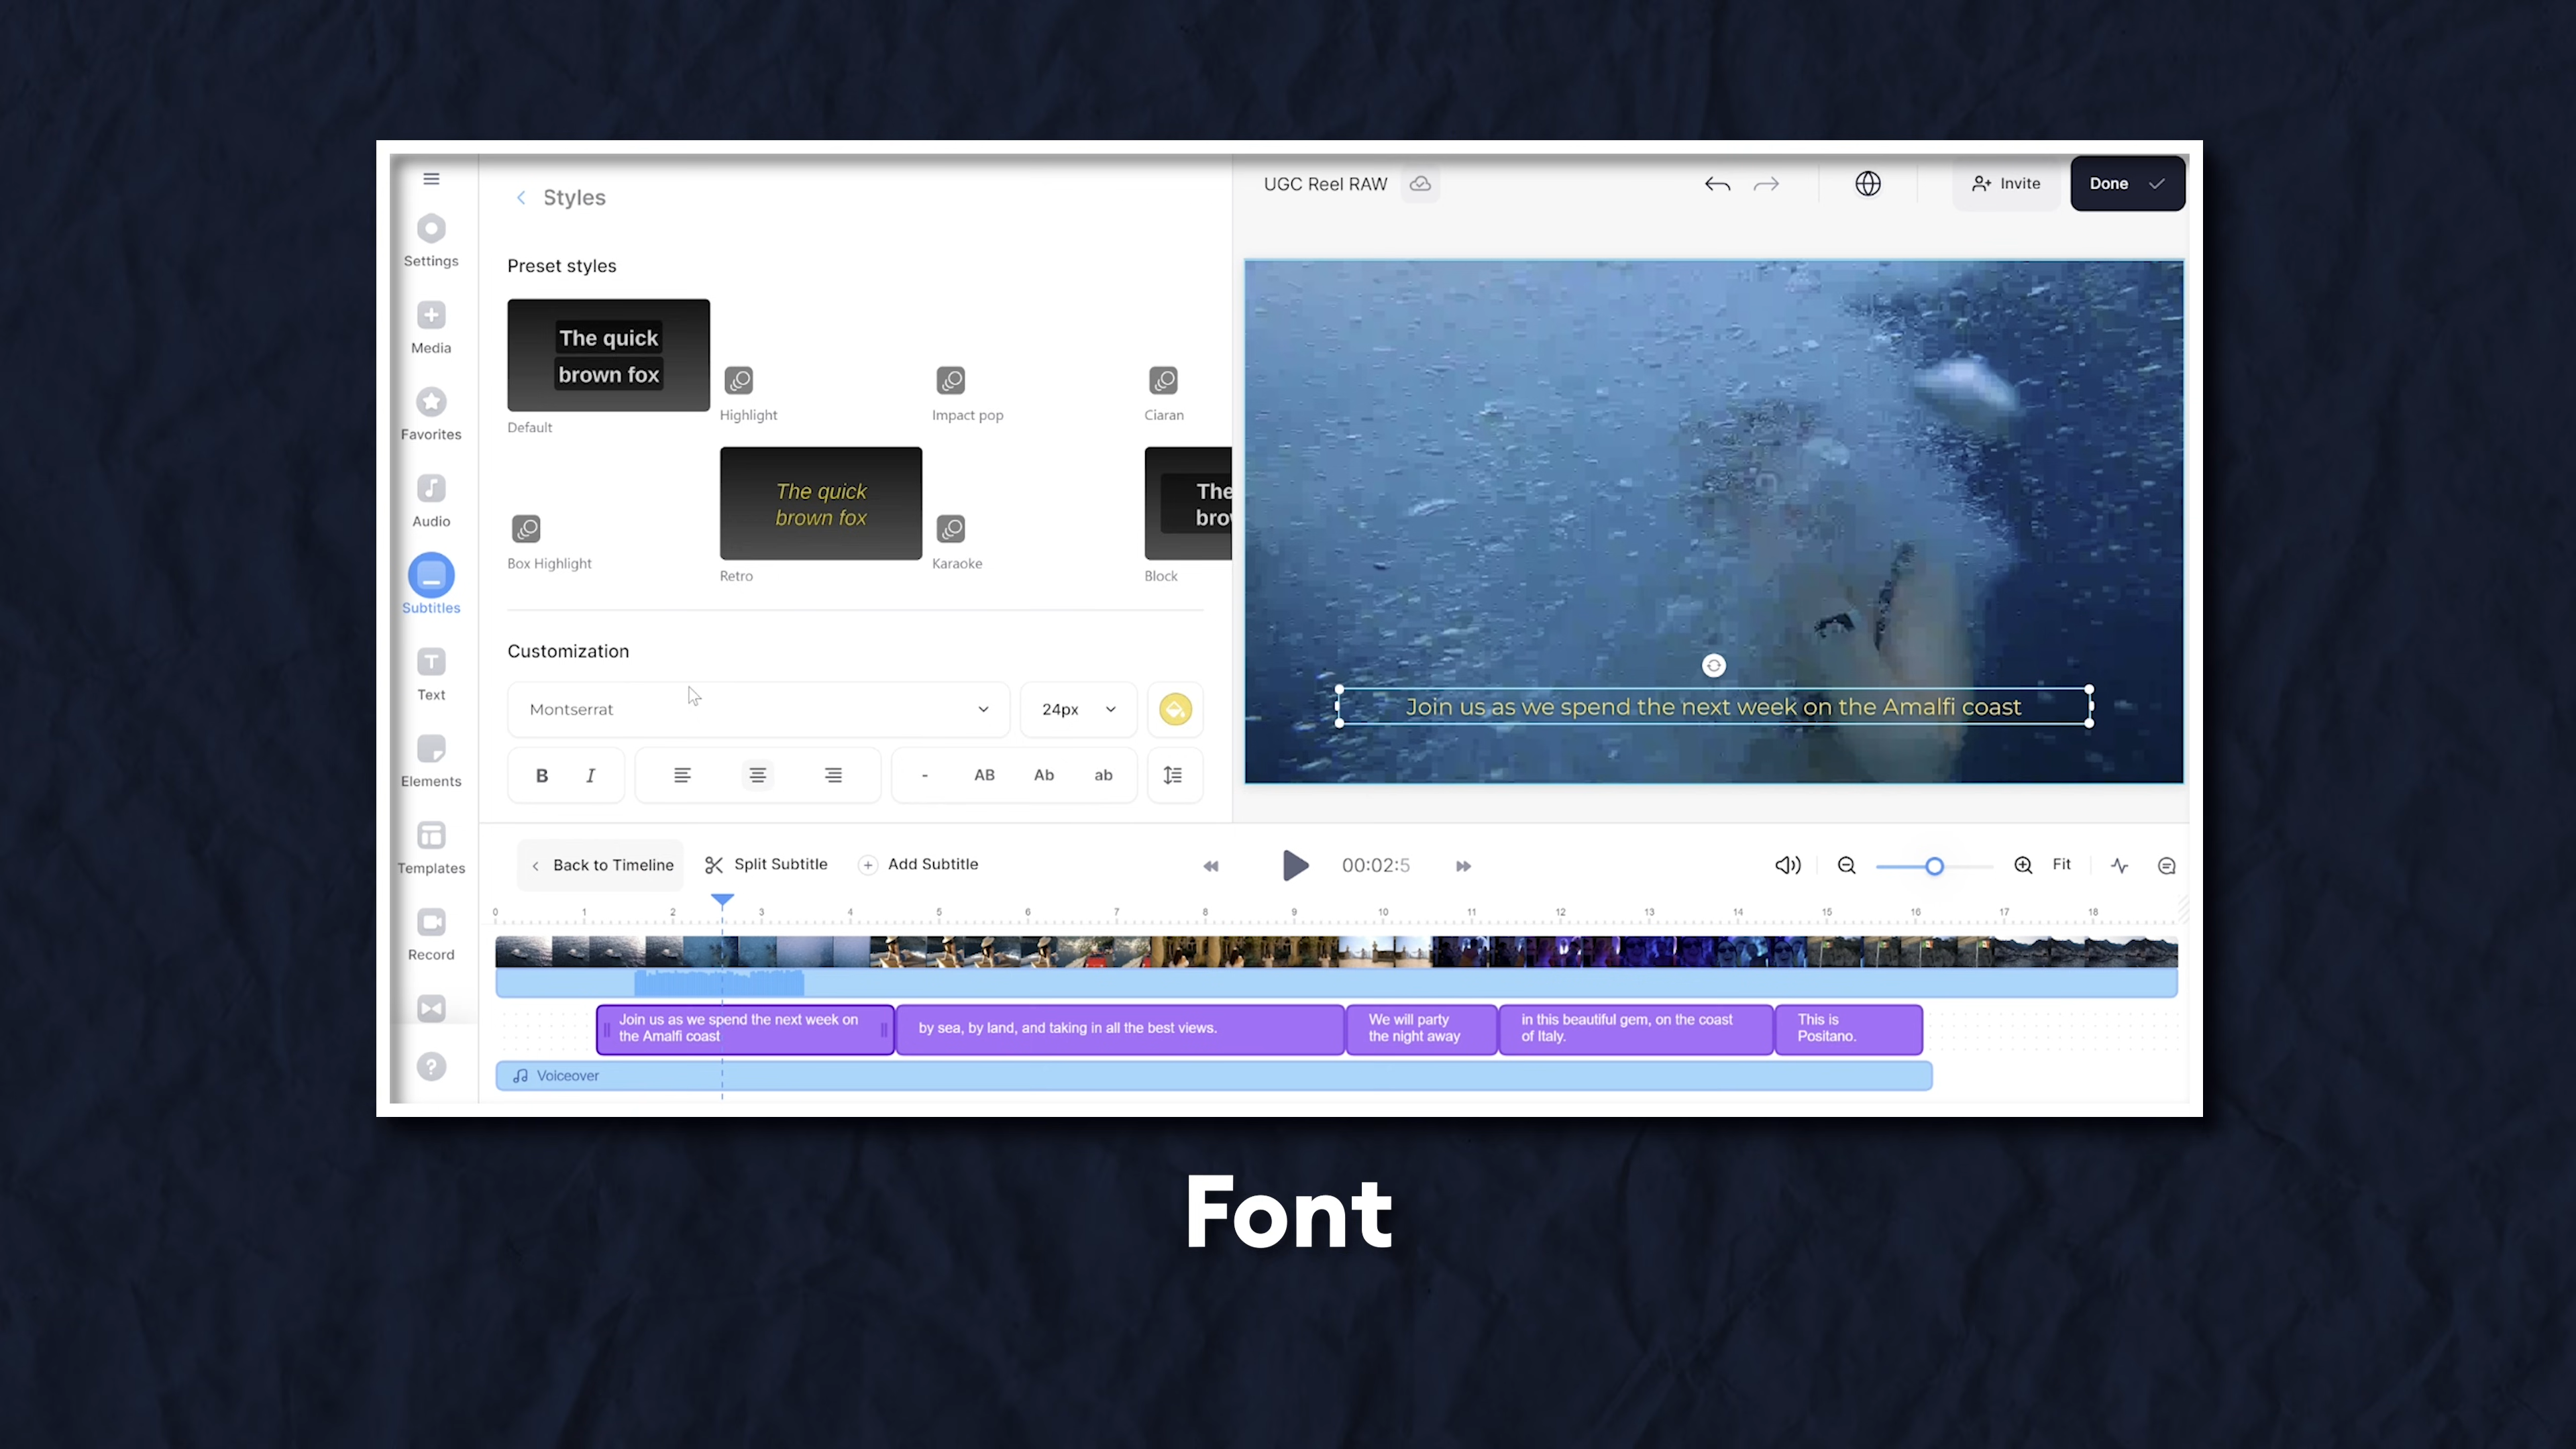 Settings
Media
Favorites
Audio
Subtitles
Text
Elements
Templates
Record
Styles
Preset styles
The quick
brown fox
Default
Highlight
Impact pop
Ciaran
Box Highlight
The quick
brown fox
Retro
Karaoke
The
bro
Block
Customization
Montserrat
24px
B I
- AB Ab ab
UGC Reel RAW
Invite
Done
Join us as we spend the next week on the Amalfi coast
Back to Timeline
Split Subtitle
Add Subtitle
00:02:5
Fit
0 1 2 3 4 5 6 7 8 9 10 11 12 13 14 15 16 17 18
Join us as we spend the next week on
the Amalfi coast
by sea, by land, and taking in all the best views.
We will party
the night away
in this beautiful gem, on the coast
of Italy.
This is
Positano.
Voiceover
Font